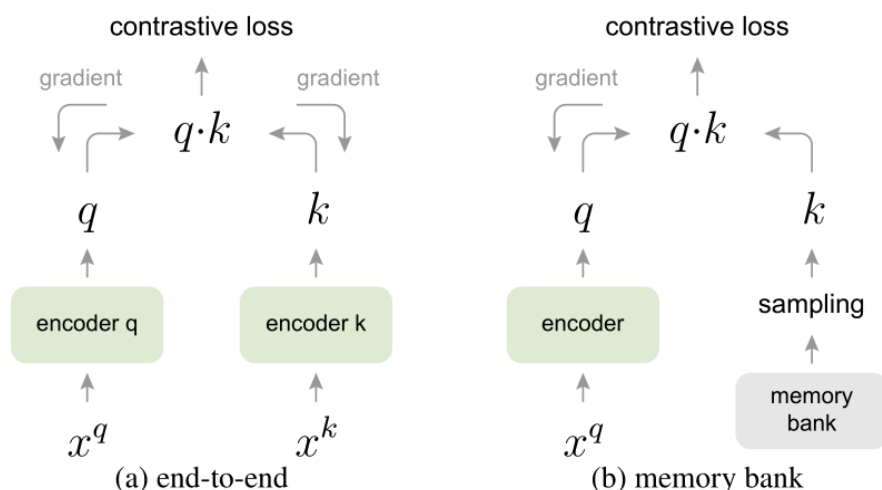 contrastive loss
gradient gradient
q·k
q k
encoder q encoder k
x^q x^k
(a) end-to-end
contrastive loss
gradient
q·k
q k
encoder sampling
memory
bank
x^q
(b) memory bank